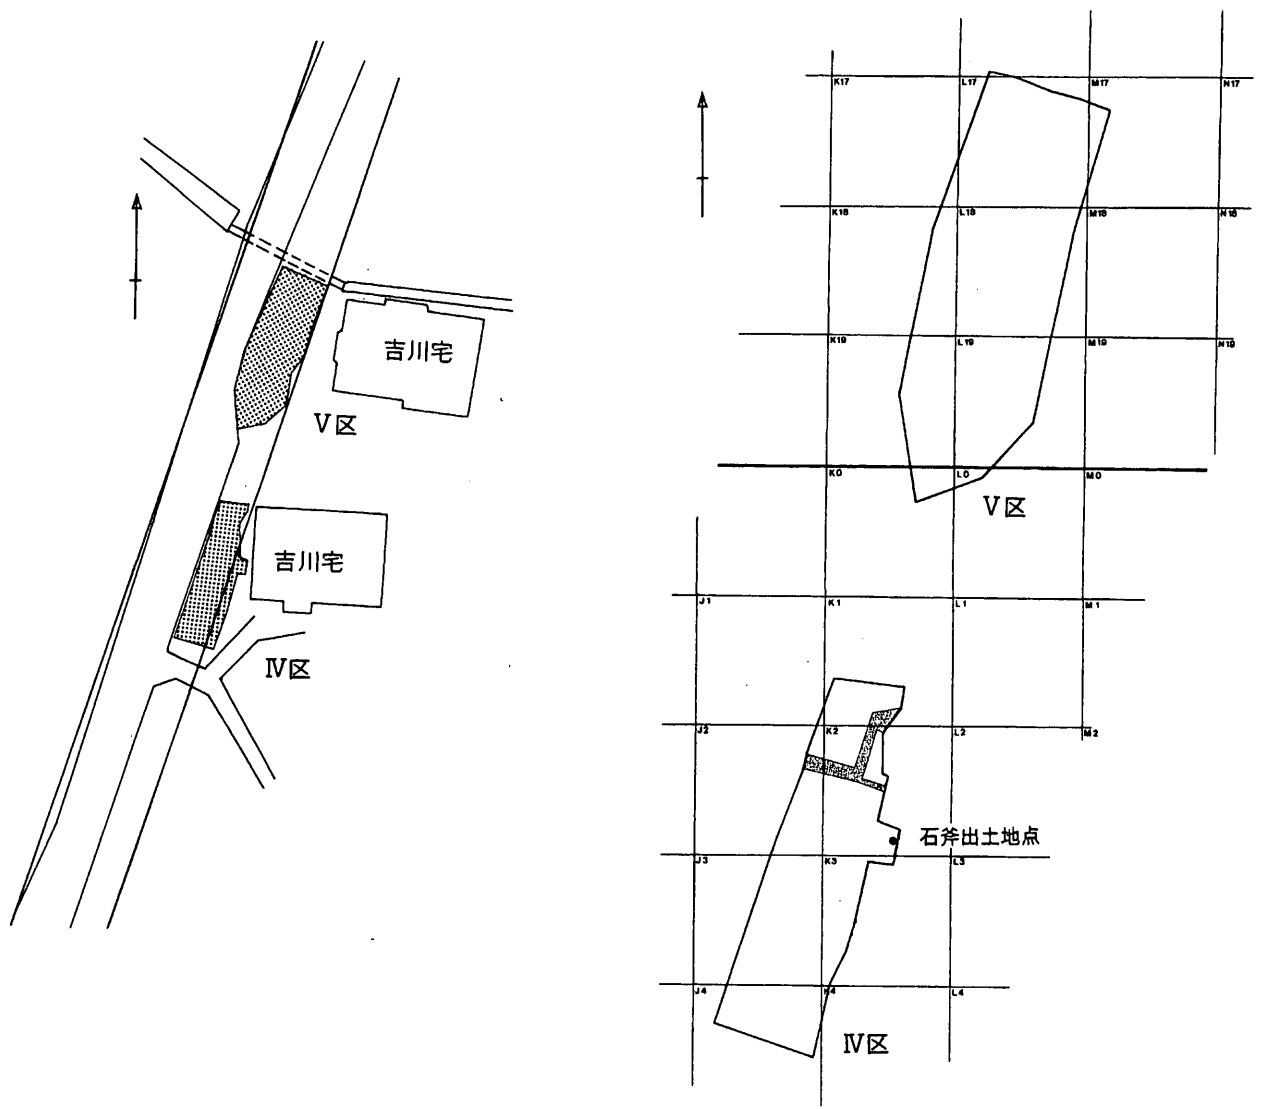 吉川宅
Ⅴ区
吉川宅
Ⅳ区
K17 L17 M17 N17
K18 L18 M18 N18
K19 L19 M19 N19
K0 L0 M0
Ⅴ区
J1 K1 L1 M1
J2 K2 L2 M2
石斧出土地点
J3 K3 L3
J4 K4 L4
Ⅳ区